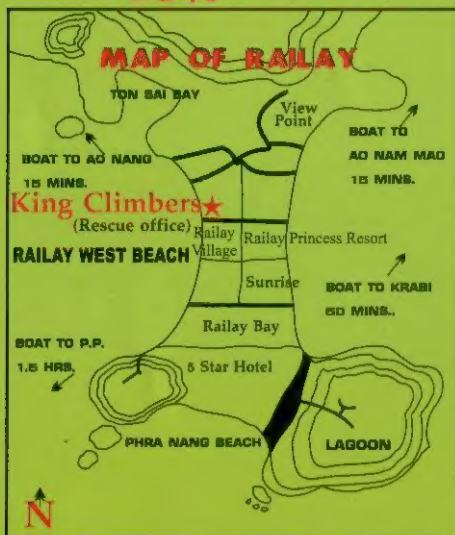 MAP OF RAILAY
TON SAI BAY
View
Point
BOAT TO AO NANG
15 MINS.
BOAT TO
AO NAM MAO
15 MINS.
King Climbers
(Rescue office)
RAILAY WEST BEACH
Railay
Village
Railay Princess Resort
Sunrise
BOAT TO KRABI
50 MINS..
Railay Bay
BOAT TO P.P.
1.5 HRS.
5 Star Hotel
PHRA NANG BEACH
LAGOON
N